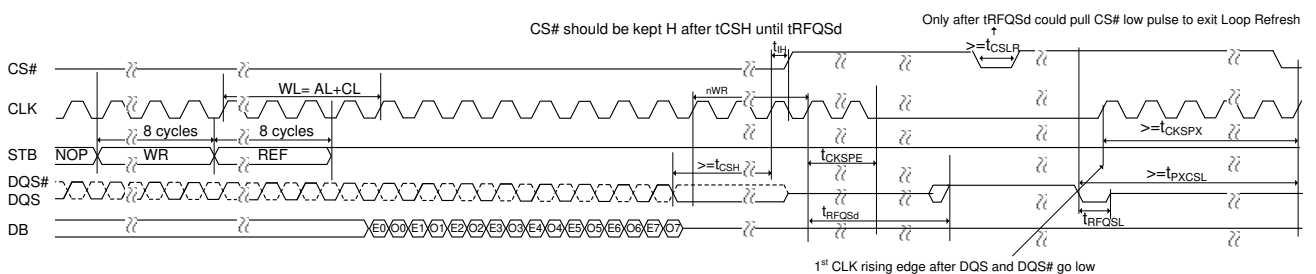 Only after tRFQSd could pull CS# low pulse to exit Loop Refresh
CS# should be kept H after tCSH until tRFQSd
tIH
>=tCSLR
CS#
WL= AL+CL
nWR
CLK
8 cycles
8 cycles
>=tCKSPX
STB
NOP
WR
REF
>=tCSH
tCKSPE
>=tPXCSL
DQS#
DQS
tRFQSd
tRFQSL
DB
E0 O0 E1 O1 E2 O2 E3 O3 E4 O4 E5 O5 E6 O6 E7 O7
1st CLK rising edge after DQS and DQS# go low